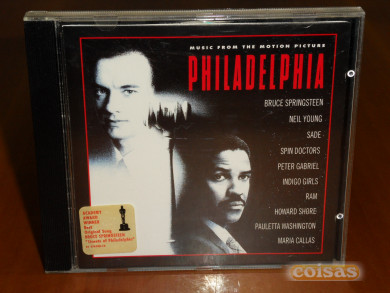 MUSIC FROM THE MOTION PICTURE
PHILADELPHIA
BRUCE SPRINGSTEEN
NEIL YOUNG
SADE
SPIN DOCTORS
PETER GABRIEL
INDIGO GIRLS
RAM
HOWARD SHORE
PAULETTA WASHINGTON
MARIA CALLAS
ACADEMY
AWARD
WINNER
Best
Original Song
BRUCE SPRINGSTEEN
"Streets of Philadelphia"
coisas